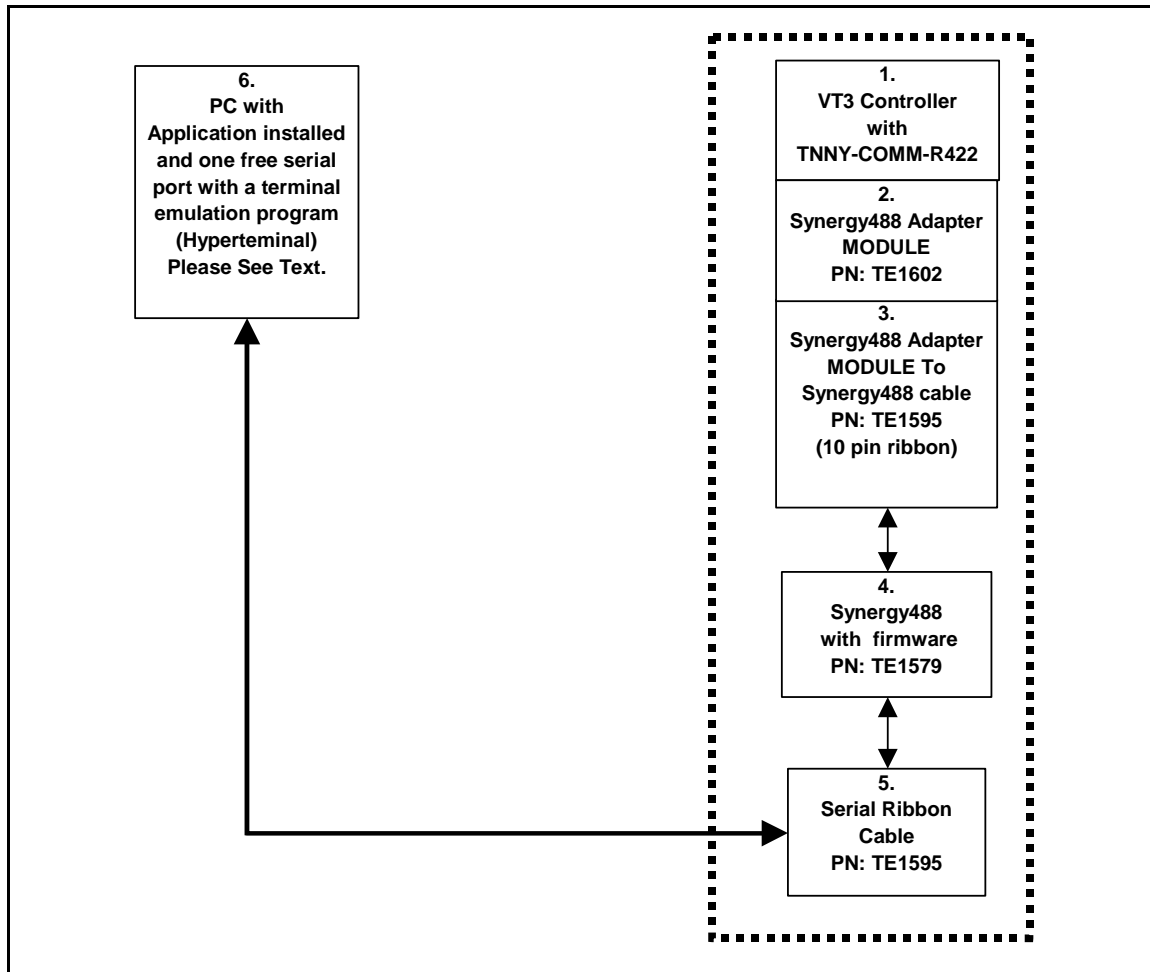 6.
PC with
Application installed
and one free serial
port with a terminal
emulation program
(Hyperteminal)
Please See Text.
1.
VT3 Controller
with
TNNY-COMM-R422
2.
Synergy488 Adapter
MODULE
PN: TE1602
3.
Synergy488 Adapter
MODULE To
Synergy488 cable
PN: TE1595
(10 pin ribbon)
4.
Synergy488
with firmware
PN: TE1579
5.
Serial Ribbon
Cable
PN: TE1595